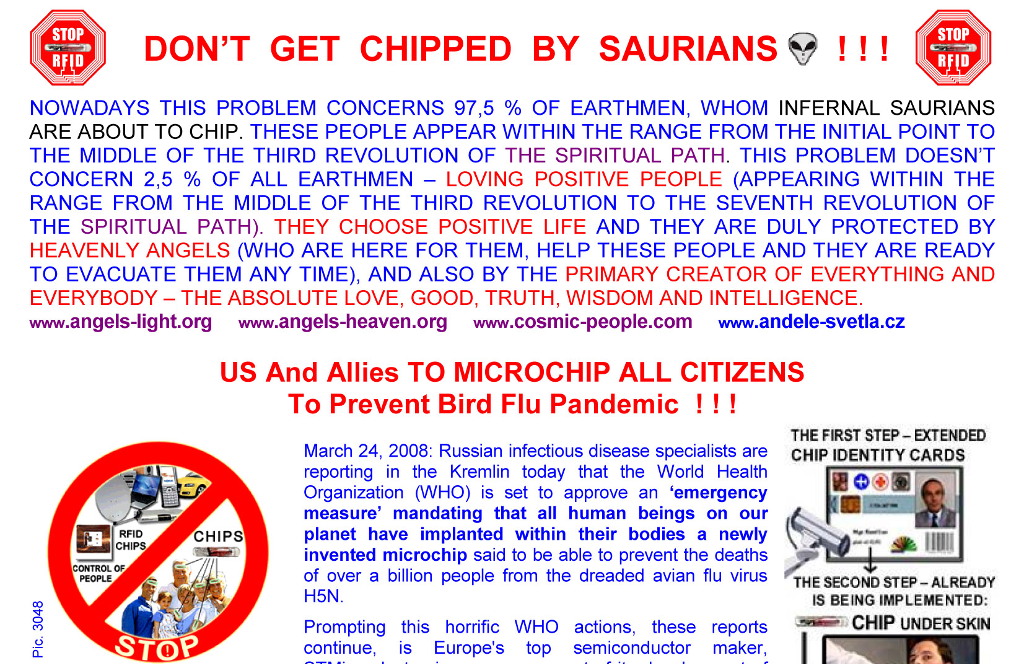 STOP
RFID
DON'T GET CHIPPED BY SAURIANS ! ! !
STOP
RFID
NOWADAYS THIS PROBLEM CONCERNS 97,5 % OF EARTHMEN, WHOM INFERNAL SAURIANS
ARE ABOUT TO CHIP. THESE PEOPLE APPEAR WITHIN THE RANGE FROM THE INITIAL POINT TO
THE MIDDLE OF THE THIRD REVOLUTION OF THE SPIRITUAL PATH. THIS PROBLEM DOESN'T
CONCERN 2,5 % OF ALL EARTHMEN – LOVING POSITIVE PEOPLE (APPEARING WITHIN THE
RANGE FROM THE MIDDLE OF THE THIRD REVOLUTION TO THE SEVENTH REVOLUTION OF
THE SPIRITUAL PATH). THEY CHOOSE POSITIVE LIFE AND THEY ARE DULY PROTECTED BY
HEAVENLY ANGELS (WHO ARE HERE FOR THEM, HELP THESE PEOPLE AND THEY ARE READY
TO EVACUATE THEM ANY TIME), AND ALSO BY THE PRIMARY CREATOR OF EVERYTHING AND
EVERYBODY – THE ABSOLUTE LOVE, GOOD, TRUTH, WISDOM AND INTELLIGENCE.
www.angels-light.org www.angels-heaven.org www.cosmic-people.com www.andele-svetla.cz
US And Allies TO MICROCHIP ALL CITIZENS
To Prevent Bird Flu Pandemic ! ! !
RFID
CHIPS
CHIPS
CONTROL OF
PEOPLE
STOP
Pic. 3048
March 24, 2008: Russian infectious disease specialists are
reporting in the Kremlin today that the World Health
Organization (WHO) is set to approve an 'emergency
measure' mandating that all human beings on our
planet have implanted within their bodies a newly
invented microchip said to be able to prevent the deaths
of over a billion people from the dreaded avian flu virus
H5N.
Prompting this horrific WHO actions, these reports
continue, is Europe's top semiconductor maker,
THE FIRST STEP – EXTENDED
CHIP IDENTITY CARDS
THE SECOND STEP – ALREADY
IS BEING IMPLEMENTED:
CHIP UNDER SKIN